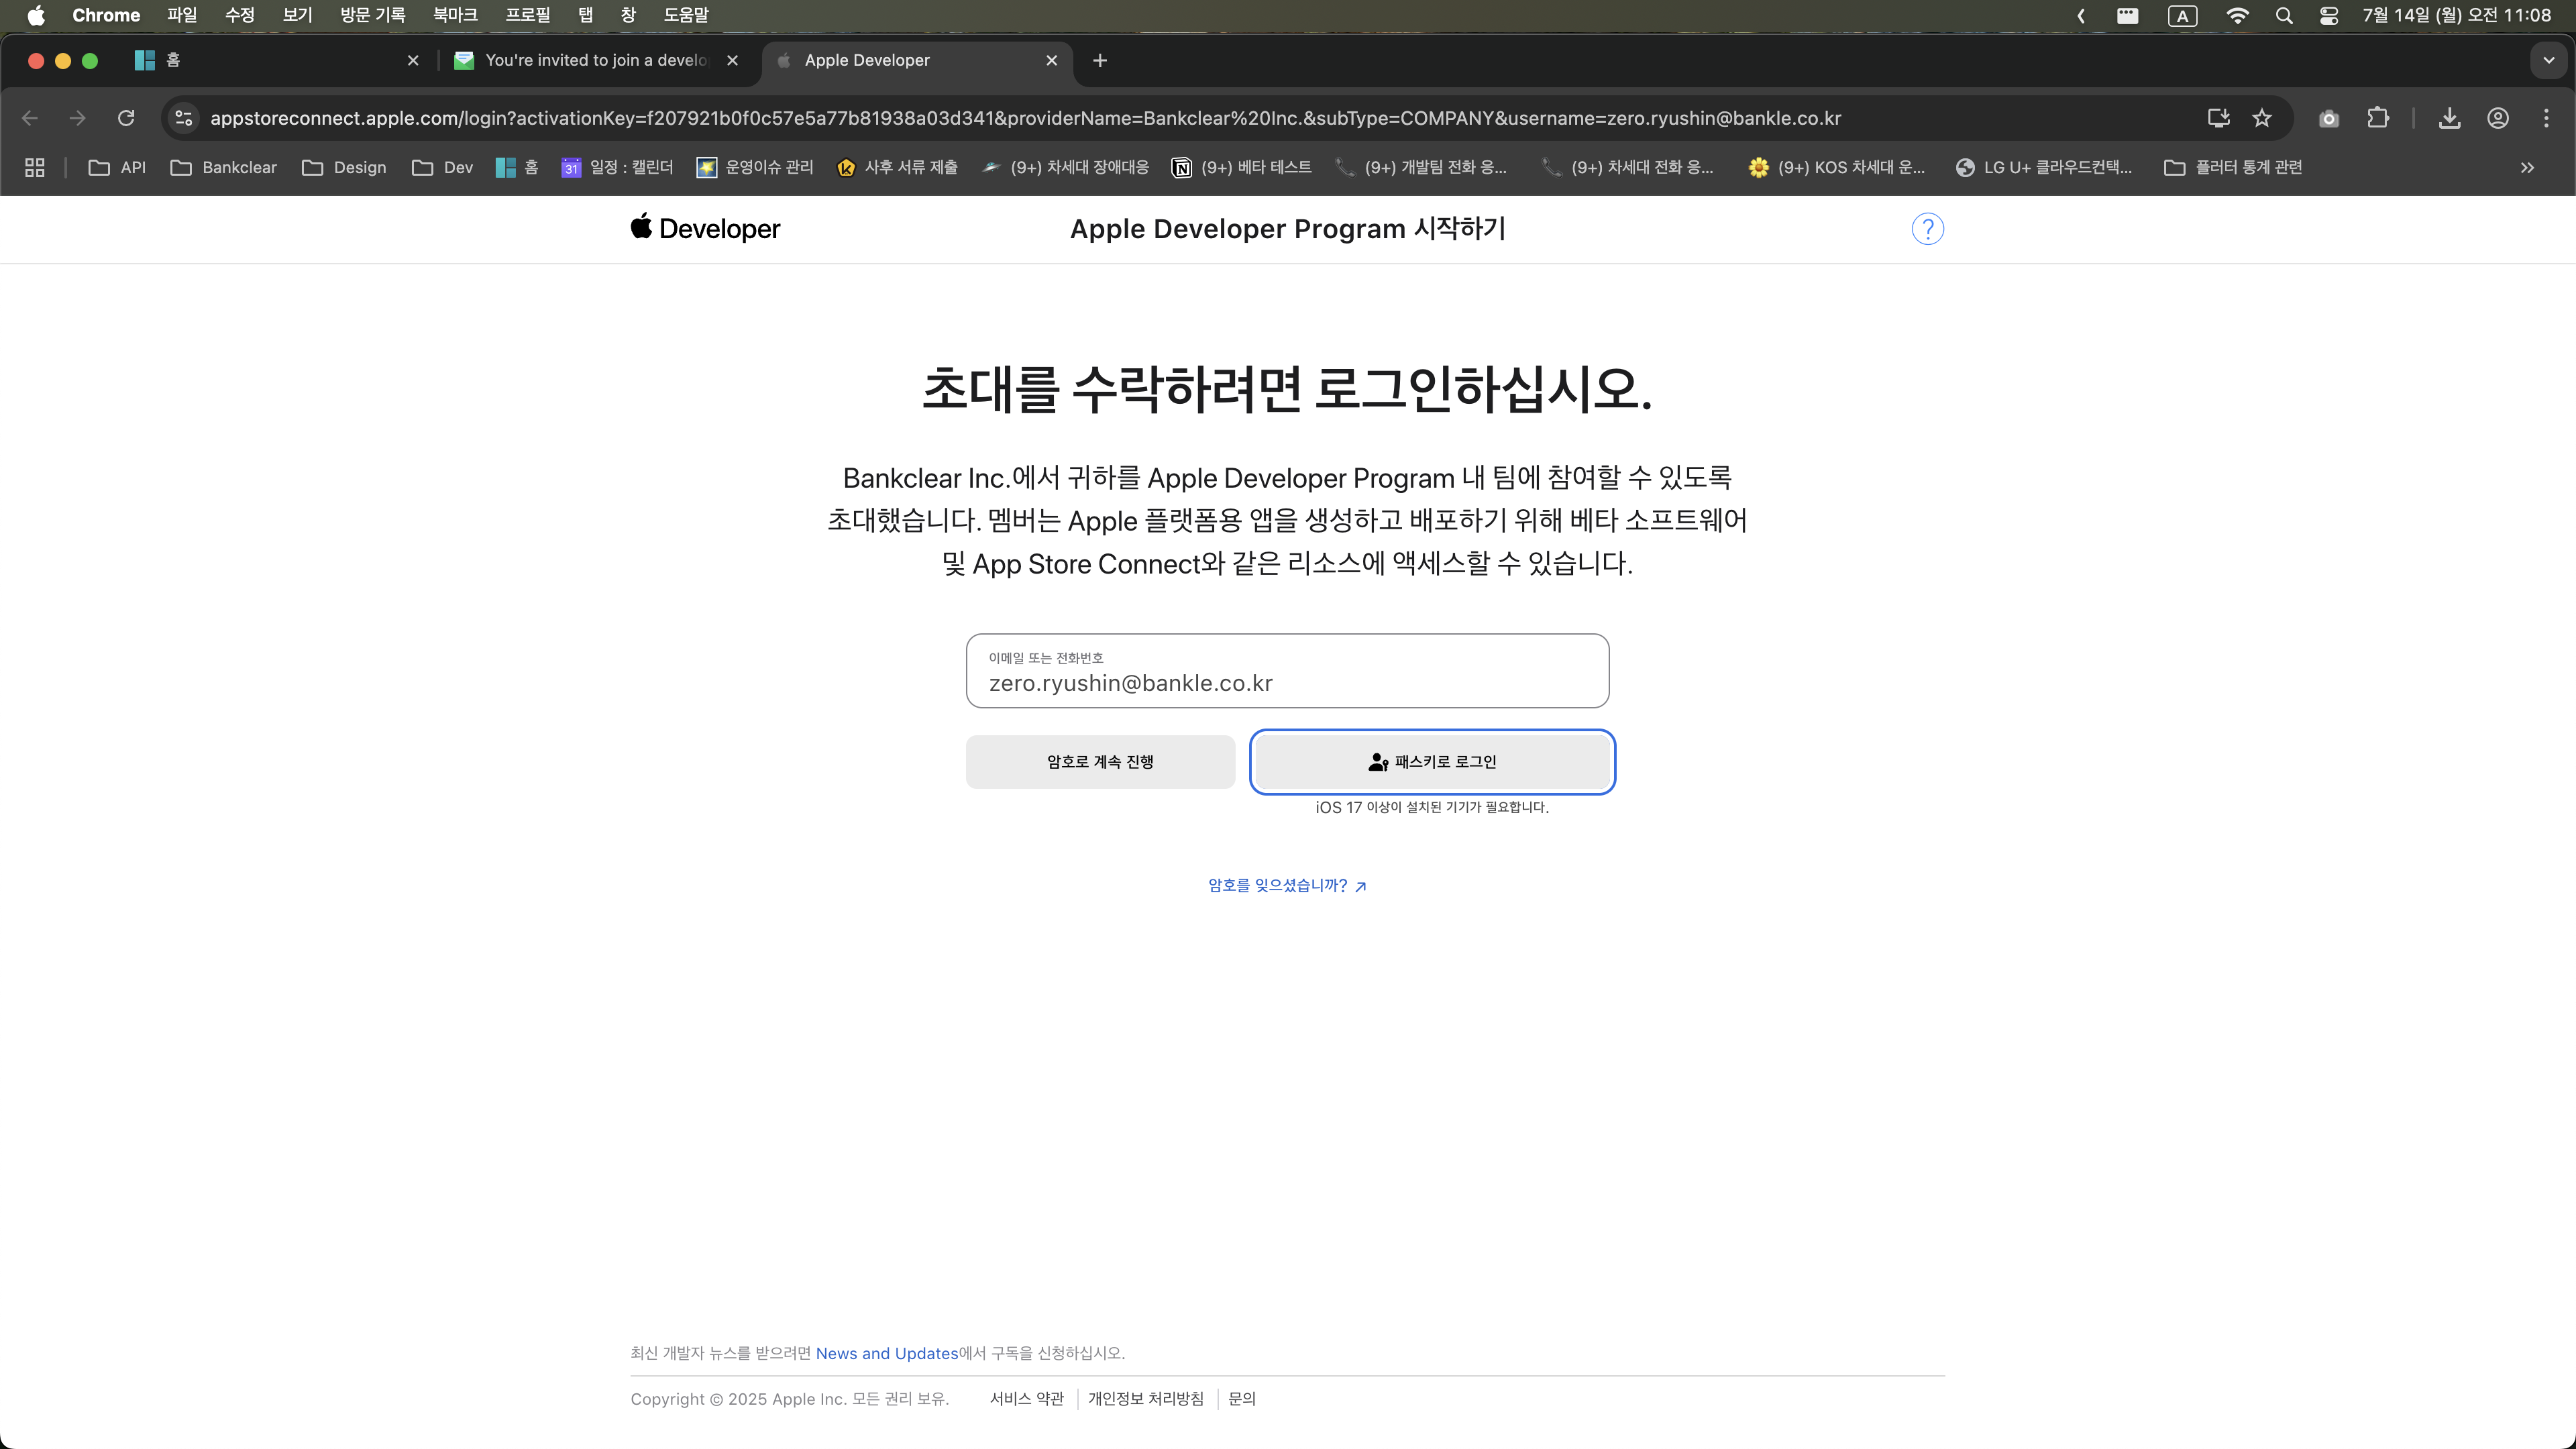 Chrome 파일 수정 보기 방문 기록 북마크 프로필 탭 창 도움말 A 7월 14일 (월) 오전 11:08
홈 You're invited to join a develo Apple Developer
appstoreconnect.apple.com/login?activationKey=f207921b0f0c57e5a77b81938a03d341&providerName=Bankclear%20Inc.&subType=COMPANY&username=zero.ryushin@bankle.co.kr
API Bankclear Design Dev 홈 31 일정 : 캘린더 운영이슈 관리 사후 서류 제출 (9+) 차세대 장애대응 (9+) 베타 테스트 (9+) 개발팀 전화 응... (9+) 차세대 전화 응... (9+) KOS 차세대 운... LG U+ 클라우드컨택... 플러터 통계 관련
Developer Apple Developer Program 시작하기 ?
초대를 수락하려면 로그인하십시오.
Bankclear Inc.에서 귀하를 Apple Developer Program 내 팀에 참여할 수 있도록
초대했습니다. 멤버는 Apple 플랫폼용 앱을 생성하고 배포하기 위해 베타 소프트웨어
및 App Store Connect와 같은 리소스에 액세스할 수 있습니다.
이메일 또는 전화번호
zero.ryushin@bankle.co.kr
암호로 계속 진행 패스키로 로그인
iOS 17 이상이 설치된 기기가 필요합니다.
암호를 잊으셨습니까?
최신 개발자 뉴스를 받으려면 News and Updates에서 구독을 신청하십시오.
Copyright © 2025 Apple Inc. 모든 권리 보유. 서비스 약관 개인정보 처리방침 문의